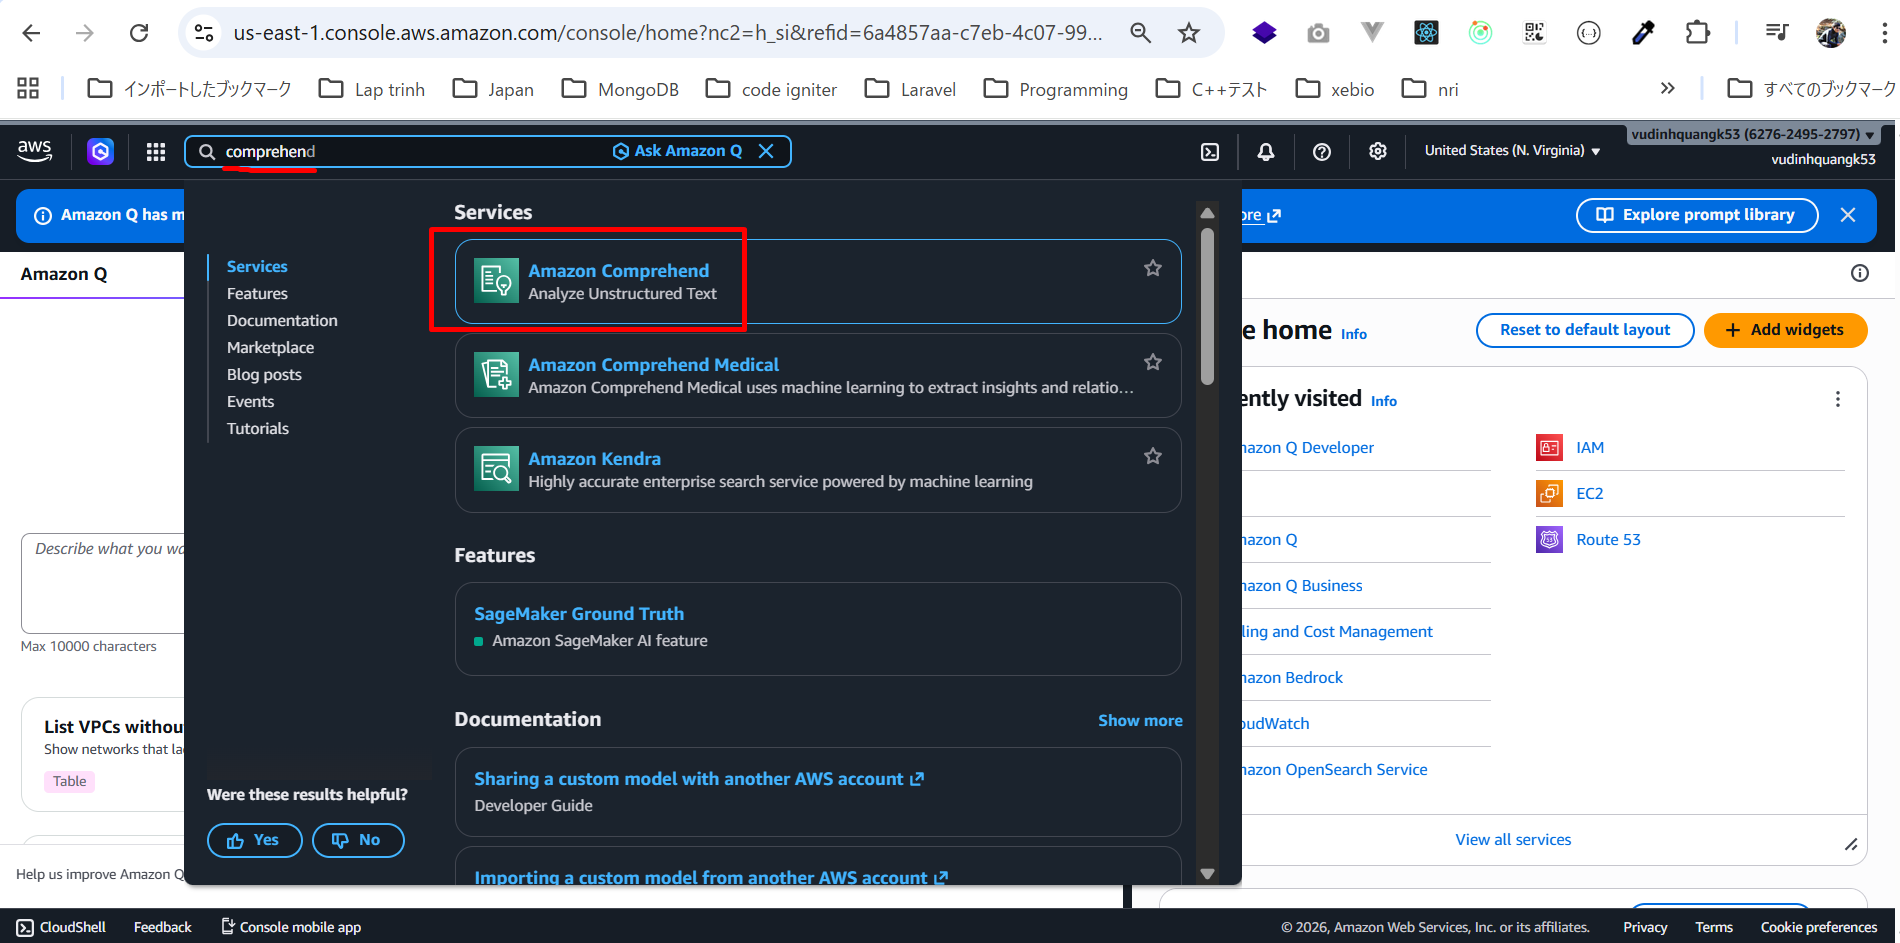 us-east-1.console.aws.amazon.com/console/home?nc2=h_si&refid=6a4857aa-c7eb-4c07-99...
インポートしたブックマーク Lap trinh Japan MongoDB code igniter Laravel Programming C++テスト xebio nri » すべてのブックマーク
aws
comprehend
Ask Amazon Q
United States (N. Virginia)
vudinhquangk53 (6276-2495-2797)
vudinhquangk53
Amazon Q has m
ore
Explore prompt library
Amazon Q
Services
Features
Documentation
Marketplace
Blog posts
Events
Tutorials
Services
Amazon Comprehend
Analyze Unstructured Text
Amazon Comprehend Medical
Amazon Comprehend Medical uses machine learning to extract insights and relatio…
Amazon Kendra
Highly accurate enterprise search service powered by machine learning
Features
SageMaker Ground Truth
Amazon SageMaker AI feature
Documentation
Show more
Sharing a custom model with another AWS account
Developer Guide
Importing a custom model from another AWS account
Were these results helpful?
Yes
No
Describe what you wa
Max 10000 characters
List VPCs withou
Show networks that la
Table
Help us improve Amazon Q
e home Info
Reset to default layout
+ Add widgets
ently visited Info
mazon Q Developer
mazon Q
mazon Q Business
lling and Cost Management
mazon Bedrock
oudWatch
mazon OpenSearch Service
IAM
EC2
Route 53
View all services
CloudShell Feedback Console mobile app
© 2026, Amazon Web Services, Inc. or its affiliates. Privacy Terms Cookie preferences